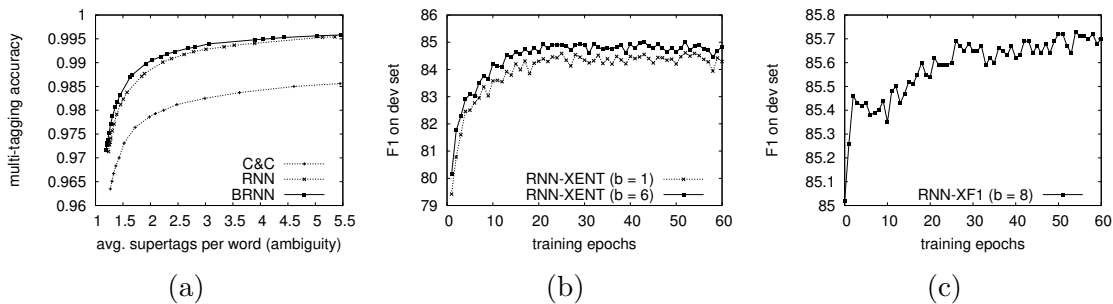 multi-tagging accuracy
0.995
0.99
0.985
0.98
0.975
0.97
0.965
0.96
C&C
RNN
BRNN
1 1.5 2 2.5 3 3.5 4 4.5 5 5.5
avg. supertags per word (ambiguity)
(a)
F1 on dev set
86
85
84
83
82
81
80
79
RNN-XENT (b = 1)
RNN-XENT (b = 6)
0 10 20 30 40 50 60
training epochs
(b)
F1 on dev set
85.8
85.7
85.6
85.5
85.4
85.3
85.2
85.1
85
RNN-XF1 (b = 8)
0 10 20 30 40 50 60
training epochs
(c)